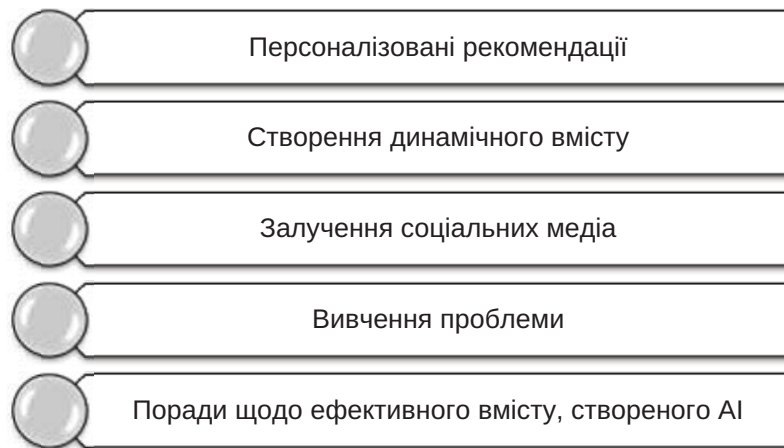 Персоналізовані рекомендації
Створення динамічного вмісту
Залучення соціальних медіа
Вивчення проблеми
Поради щодо ефективного вмісту, створеного AI